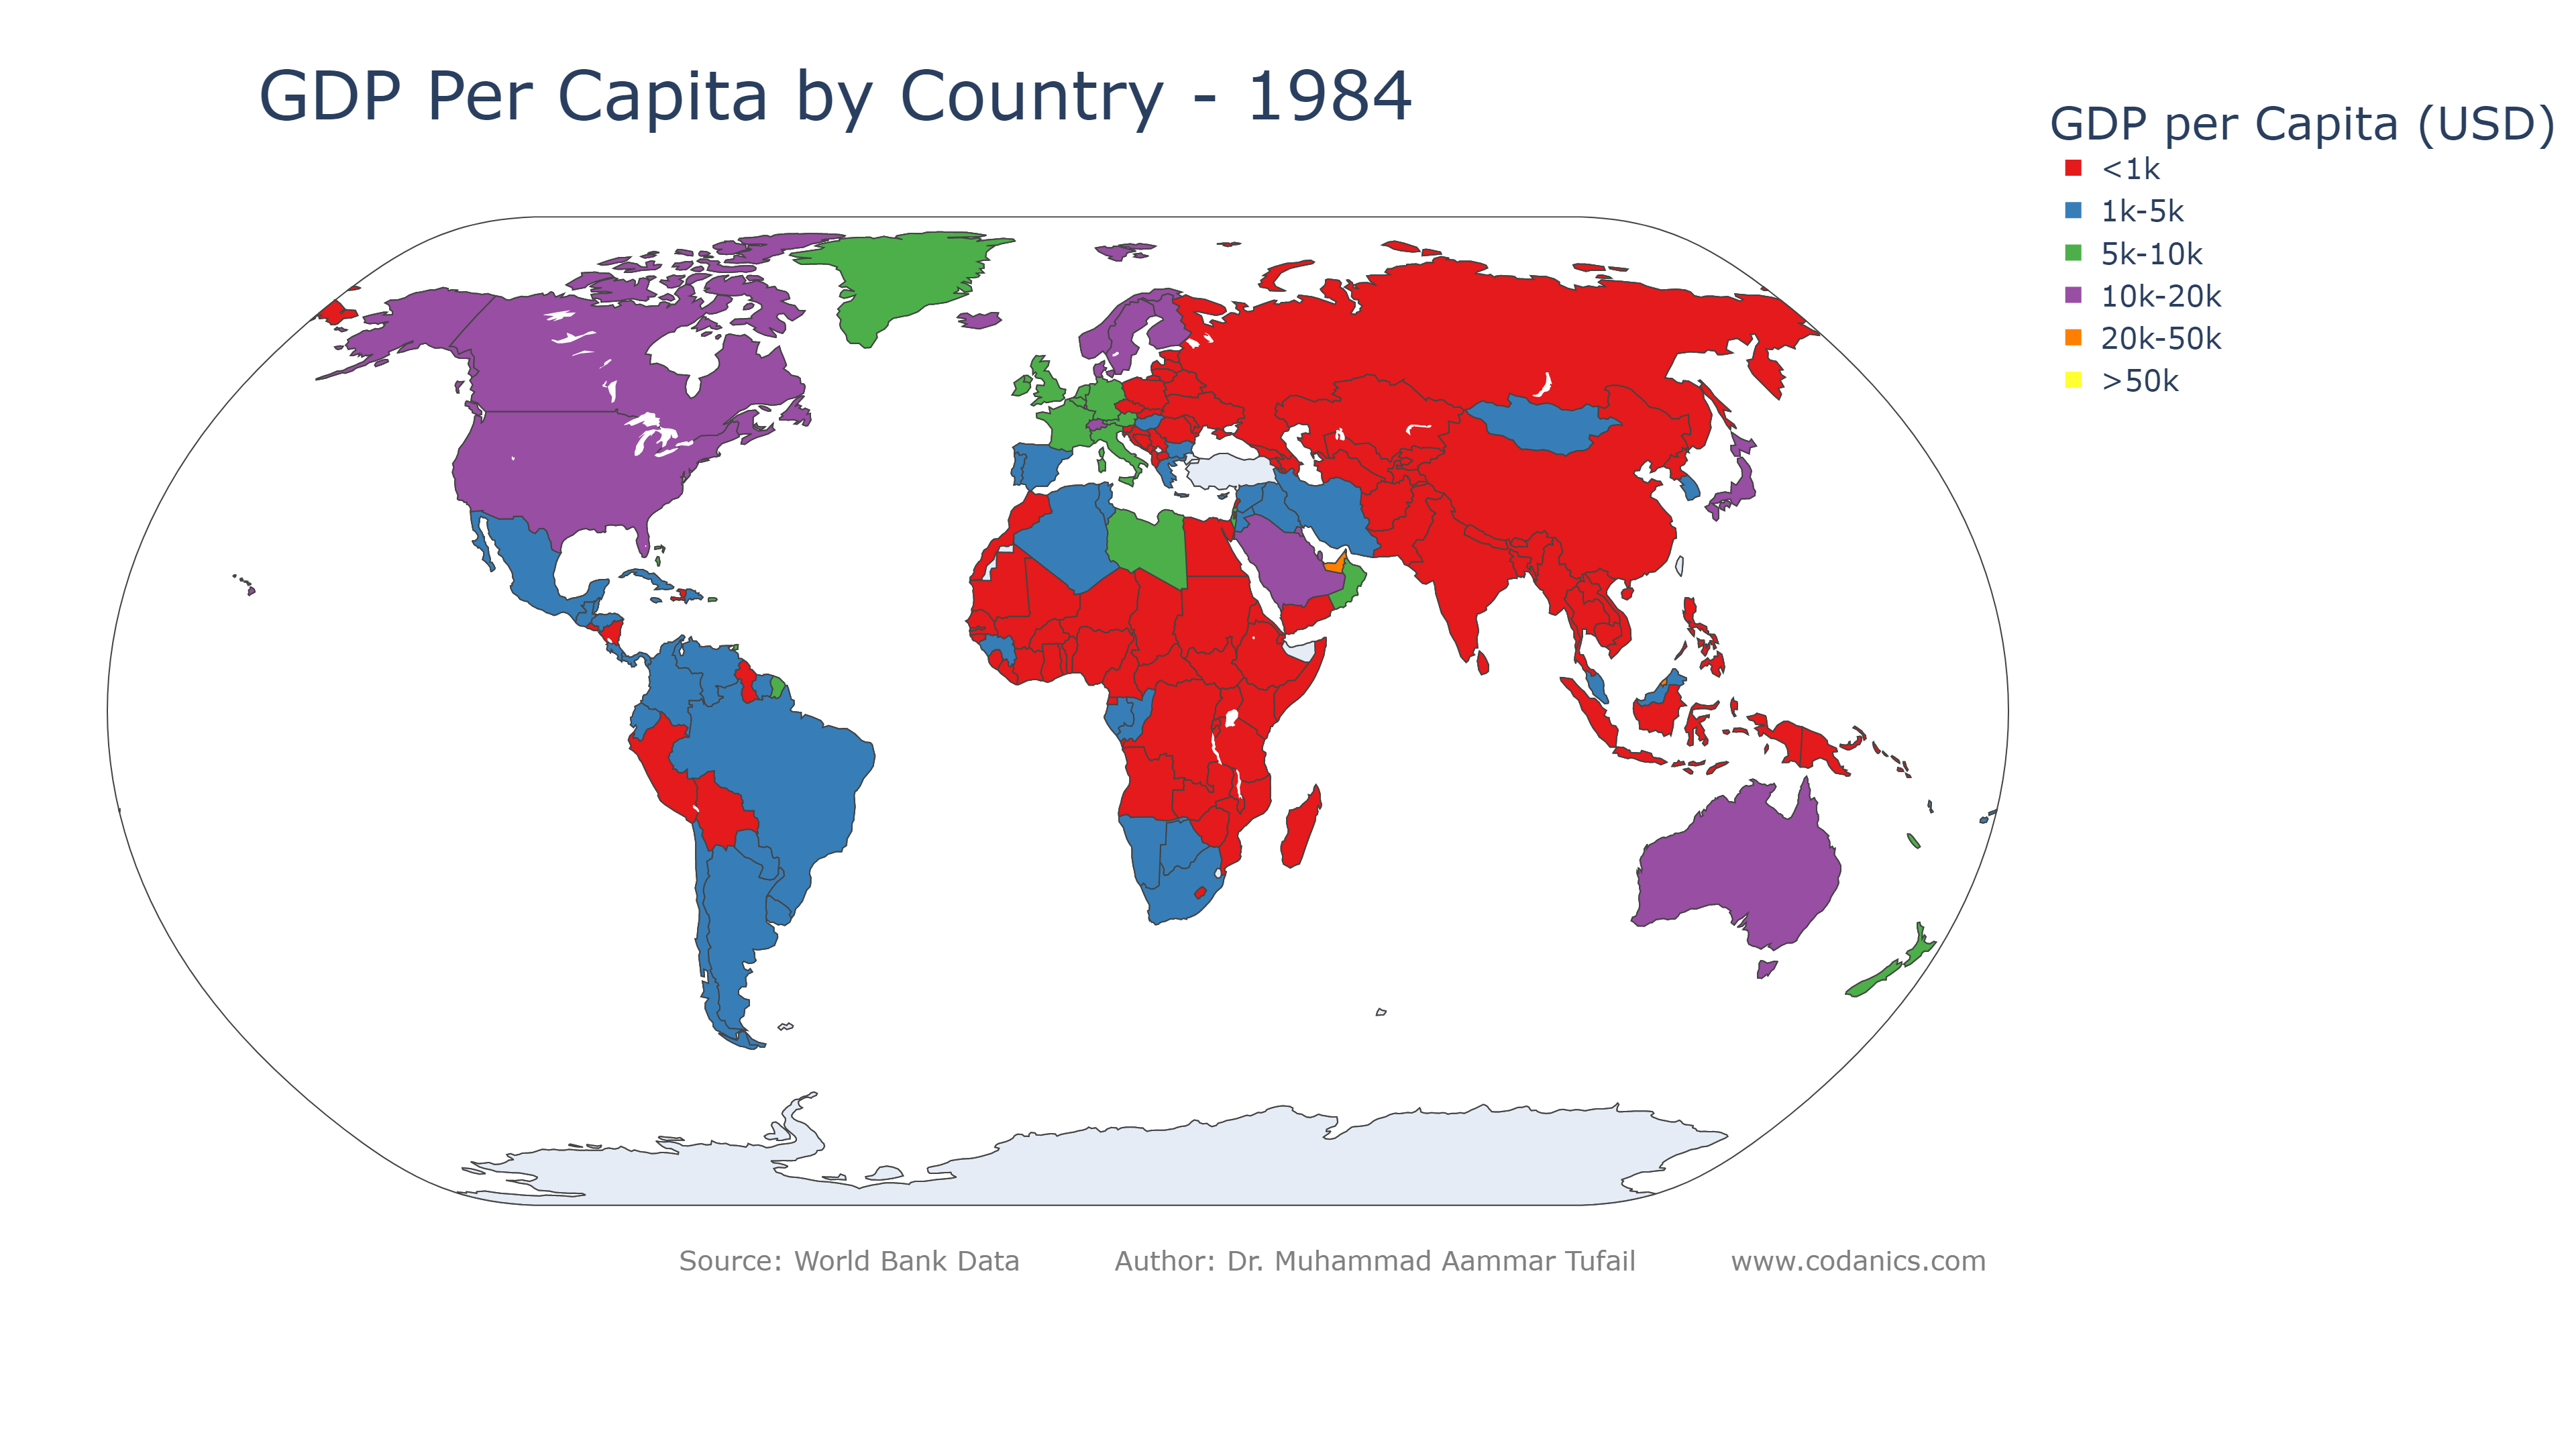 GDP Per Capita by Country - 1984
GDP per Capita (USD)
<1k
1k-5k
5k-10k
10k-20k
20k-50k
>50k
Source: World Bank Data Author: Dr. Muhammad Aammar Tufail www.codanics.com